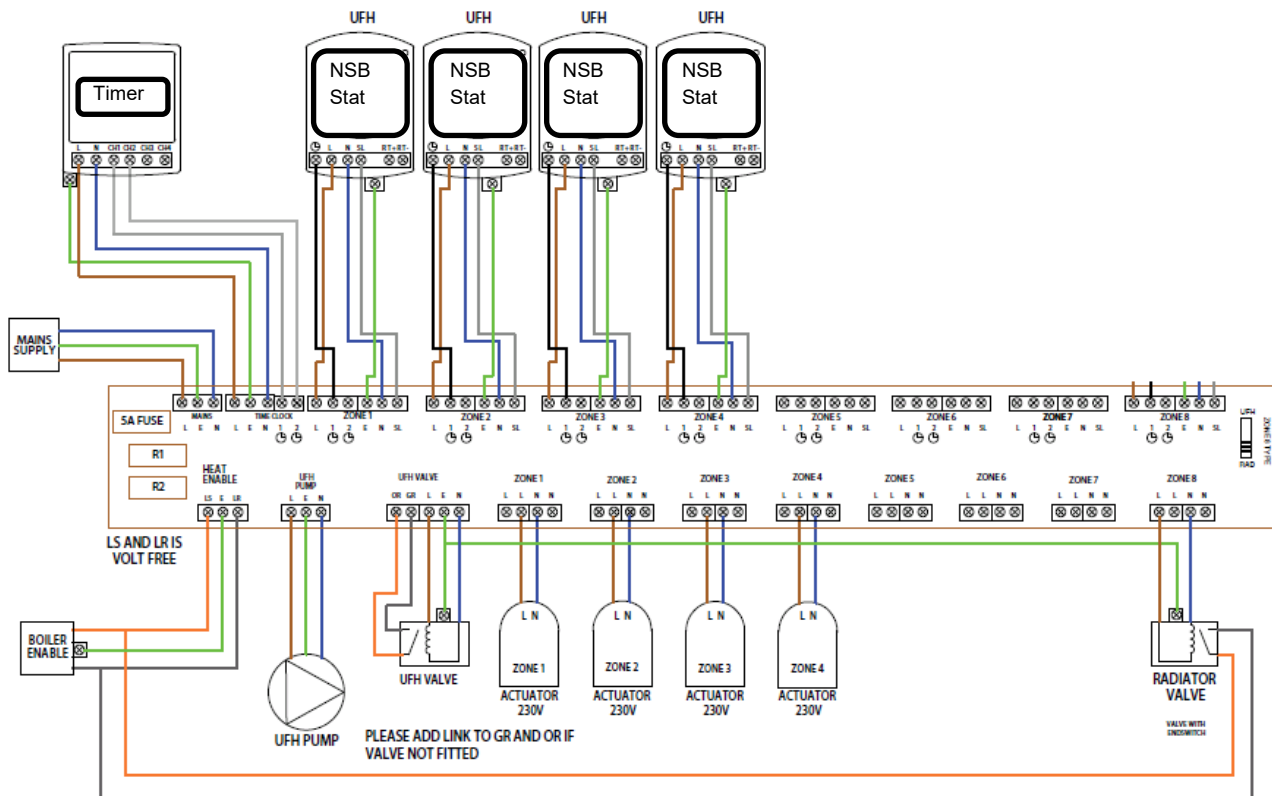 UFH UFH UFH UFH
Timer
NSB Stat
NSB Stat
NSB Stat
NSB Stat
L N CH1 CH2 CH3 CH4
L N SL RT+RT-
L N SL RT+RT-
L N SL RT+RT-
L N SL RT+RT-
MAINS
SUPPLY
5A FUSE
R1
R2
MAINS
L E N
TIME CLOCK
L E N 1 2
ZONE 1
L 1 2 E N SL
ZONE 2
L 1 2 E N SL
ZONE 3
L 1 2 E N SL
ZONE 4
L 1 2 E N SL
ZONE 5
L 1 2 E N SL
ZONE 6
L 1 2 E N SL
ZONE 7
L 1 2 E N SL
ZONE 8
L 1 2 E N SL
UFH
RAD
ZONE 8 TYPE
HEAT
ENABLE
LS E LR
UFH
PUMP
L E N
UFH VALVE
OR GR L E N
ZONE 1
L L N N
ZONE 2
L L N N
ZONE 3
L L N N
ZONE 4
L L N N
ZONE 5
L L N N
ZONE 6
L L N N
ZONE 7
L L N N
ZONE 8
L L N N
LS AND LR IS
VOLT FREE
BOILER
ENABLE
UFH PUMP
UFH VALVE
L N
ZONE 1
ACTUATOR
230V
L N
ZONE 2
ACTUATOR
230V
L N
ZONE 3
ACTUATOR
230V
L N
ZONE 4
ACTUATOR
230V
RADIATOR
VALVE
VALVE WITH
ENDSWITCH
PLEASE ADD LINK TO GR AND OR IF
VALVE NOT FITTED